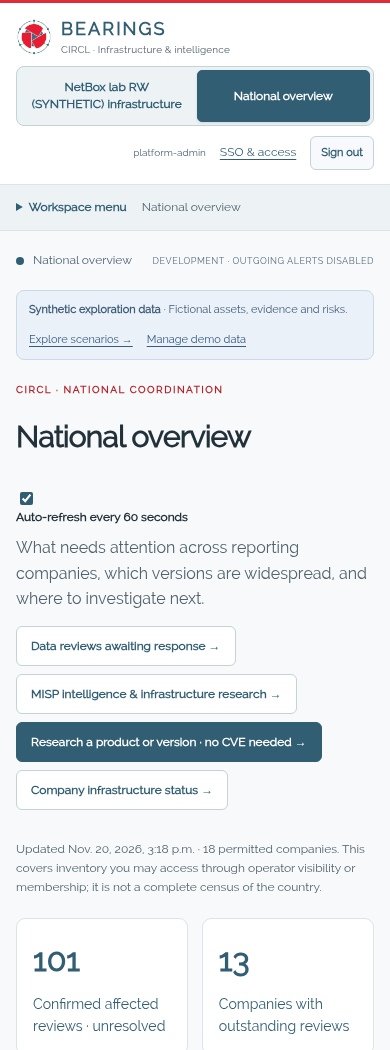 BEARINGS
CIRCL · Infrastructure & intelligence
NetBox lab RW
(SYNTHETIC) infrastructure
National overview
platform-admin
SSO & access
Sign out
Workspace menu
National overview
National overview
DEVELOPMENT · OUTGOING ALERTS DISABLED
Synthetic exploration data · Fictional assets, evidence and risks.
Explore scenarios →
Manage demo data
CIRCL · NATIONAL COORDINATION
National overview
Auto-refresh every 60 seconds
What needs attention across reporting
companies, which versions are widespread, and
where to investigate next.
Data reviews awaiting response →
MISP intelligence & infrastructure research →
Research a product or version · no CVE needed →
Company infrastructure status →
Updated Nov. 20, 2026, 3:18 p.m. · 18 permitted companies. This
covers inventory you may access through operator visibility or
membership; it is not a complete census of the country.
101
Confirmed affected
reviews · unresolved
13
Companies with
outstanding reviews